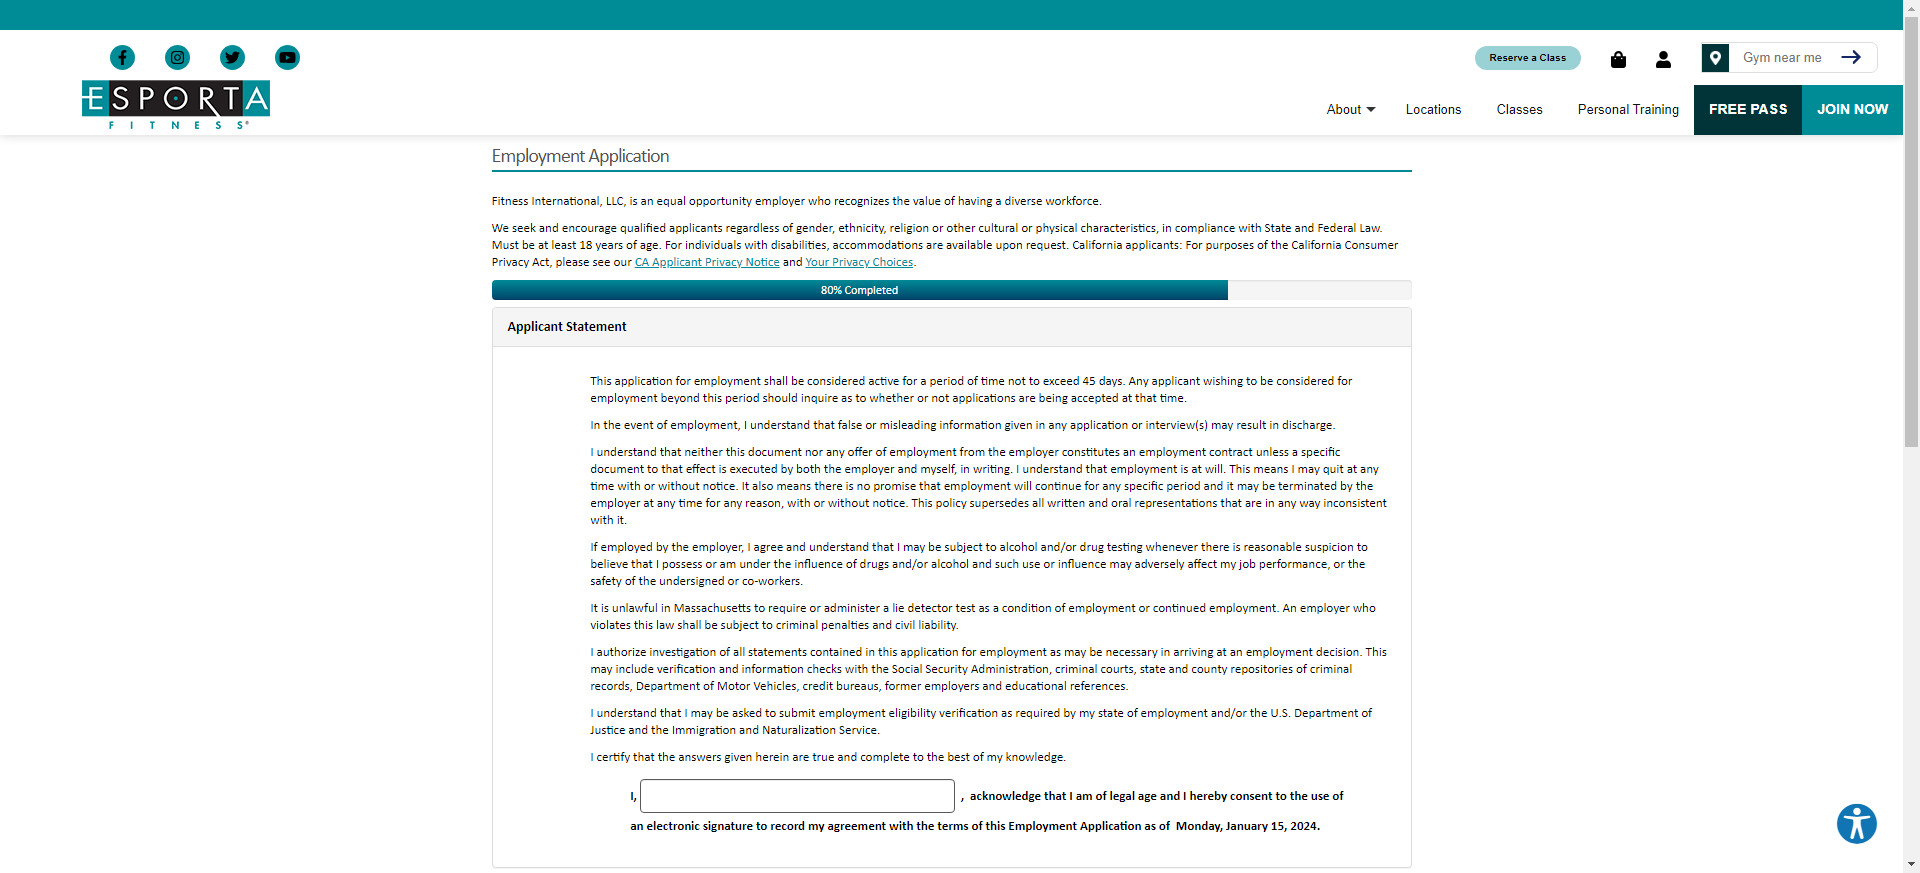 Reserve a Class
Gym near me
ESPORTA
FITNESS®
About
Locations
Classes
Personal Training
FREE PASS
JOIN NOW
Employment Application
Fitness International, LLC, is an equal opportunity employer who recognizes the value of having a diverse workforce.
We seek and encourage qualified applicants regardless of gender, ethnicity, religion or other cultural or physical characteristics, in compliance with State and Federal Law.
Must be at least 18 years of age. For individuals with disabilities, accommodations are available upon request. California applicants: For purposes of the California Consumer
Privacy Act, please see our CA Applicant Privacy Notice and Your Privacy Choices.
80% Completed
Applicant Statement
This application for employment shall be considered active for a period of time not to exceed 45 days. Any applicant wishing to be considered for
employment beyond this period should inquire as to whether or not applications are being accepted at that time.
In the event of employment, I understand that false or misleading information given in any application or interview(s) may result in discharge.
I understand that neither this document nor any offer of employment from the employer constitutes an employment contract unless a specific
document to that effect is executed by both the employer and myself, in writing. I understand that employment is at will. This means I may quit at any
time with or without notice. It also means there is no promise that employment will continue for any specific period and it may be terminated by the
employer at any time for any reason, with or without notice. This policy supersedes all written and oral representations that are in any way inconsistent
with it.
If employed by the employer, I agree and understand that I may be subject to alcohol and/or drug testing whenever there is reasonable suspicion to
believe that I possess or am under the influence of drugs and/or alcohol and such use or influence may adversely affect my job performance, or the
safety of the undersigned or co-workers.
It is unlawful in Massachusetts to require or administer a lie detector test as a condition of employment or continued employment. An employer who
violates this law shall be subject to criminal penalties and civil liability.
I authorize investigation of all statements contained in this application for employment as may be necessary in arriving at an employment decision. This
may include verification and information checks with the Social Security Administration, criminal courts, state and county repositories of criminal
records, Department of Motor Vehicles, credit bureaus, former employers and educational references.
I understand that I may be asked to submit employment eligibility verification as required by my state of employment and/or the U.S. Department of
Justice and the Immigration and Naturalization Service.
I certify that the answers given herein are true and complete to the best of my knowledge.
I, , acknowledge that I am of legal age and I hereby consent to the use of
an electronic signature to record my agreement with the terms of this Employment Application as of Monday, January 15, 2024.